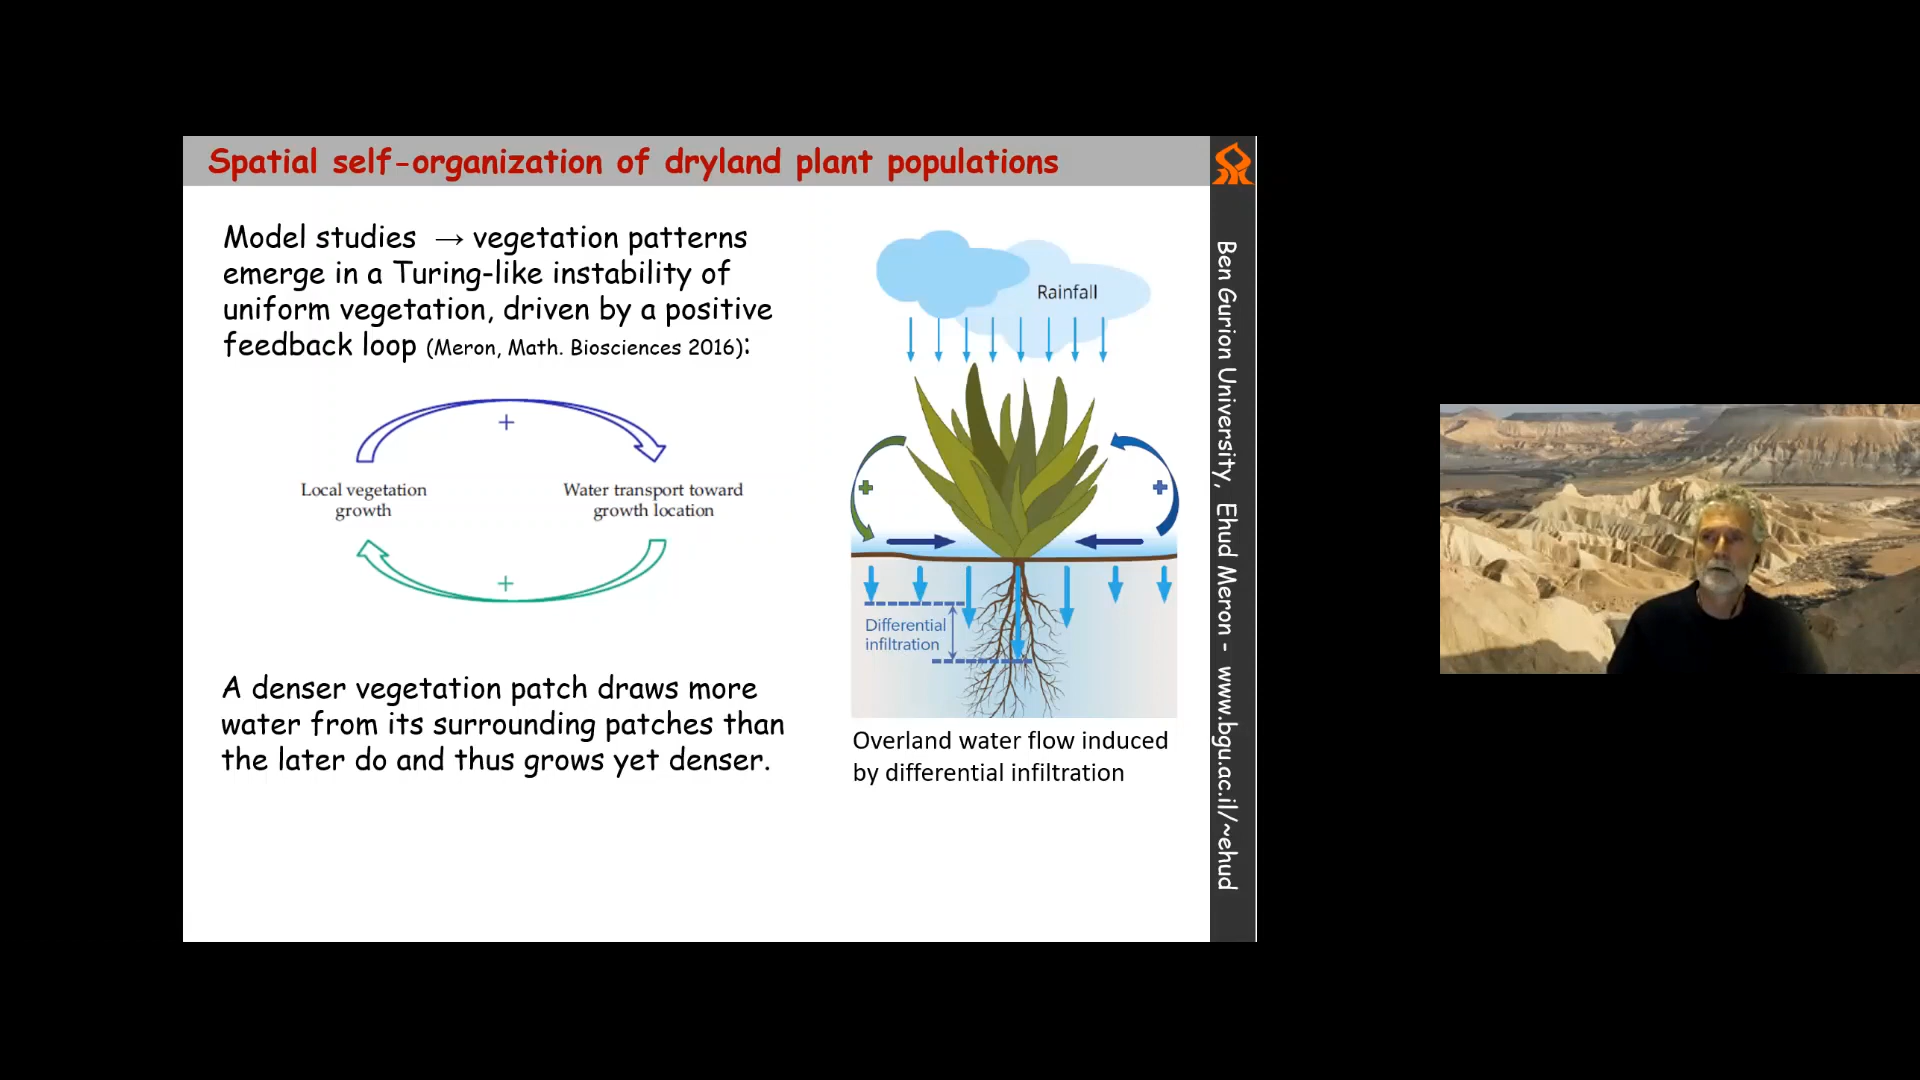 Spatial self-organization of dryland plant populations
Model studies → vegetation patterns
emerge in a Turing-like instability of
uniform vegetation, driven by a positive
feedback loop (Meron, Math. Biosciences 2016):
+
Local vegetation
growth
Water transport toward
growth location
+
A denser vegetation patch draws more
water from its surrounding patches than
the later do and thus grows yet denser.
Rainfall
+
+
Differential
infiltration
Overland water flow induced
by differential infiltration
Ben Gurion University, Ehud Meron - www.bgu.ac.il/~ehud